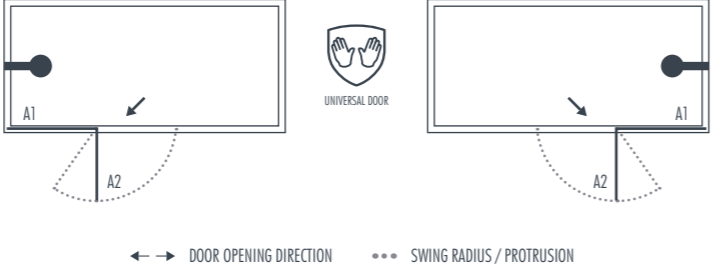 A1
A2
UNIVERSAL DOOR
A1
A2
DOOR OPENING DIRECTION
SWING RADIUS / PROTRUSION